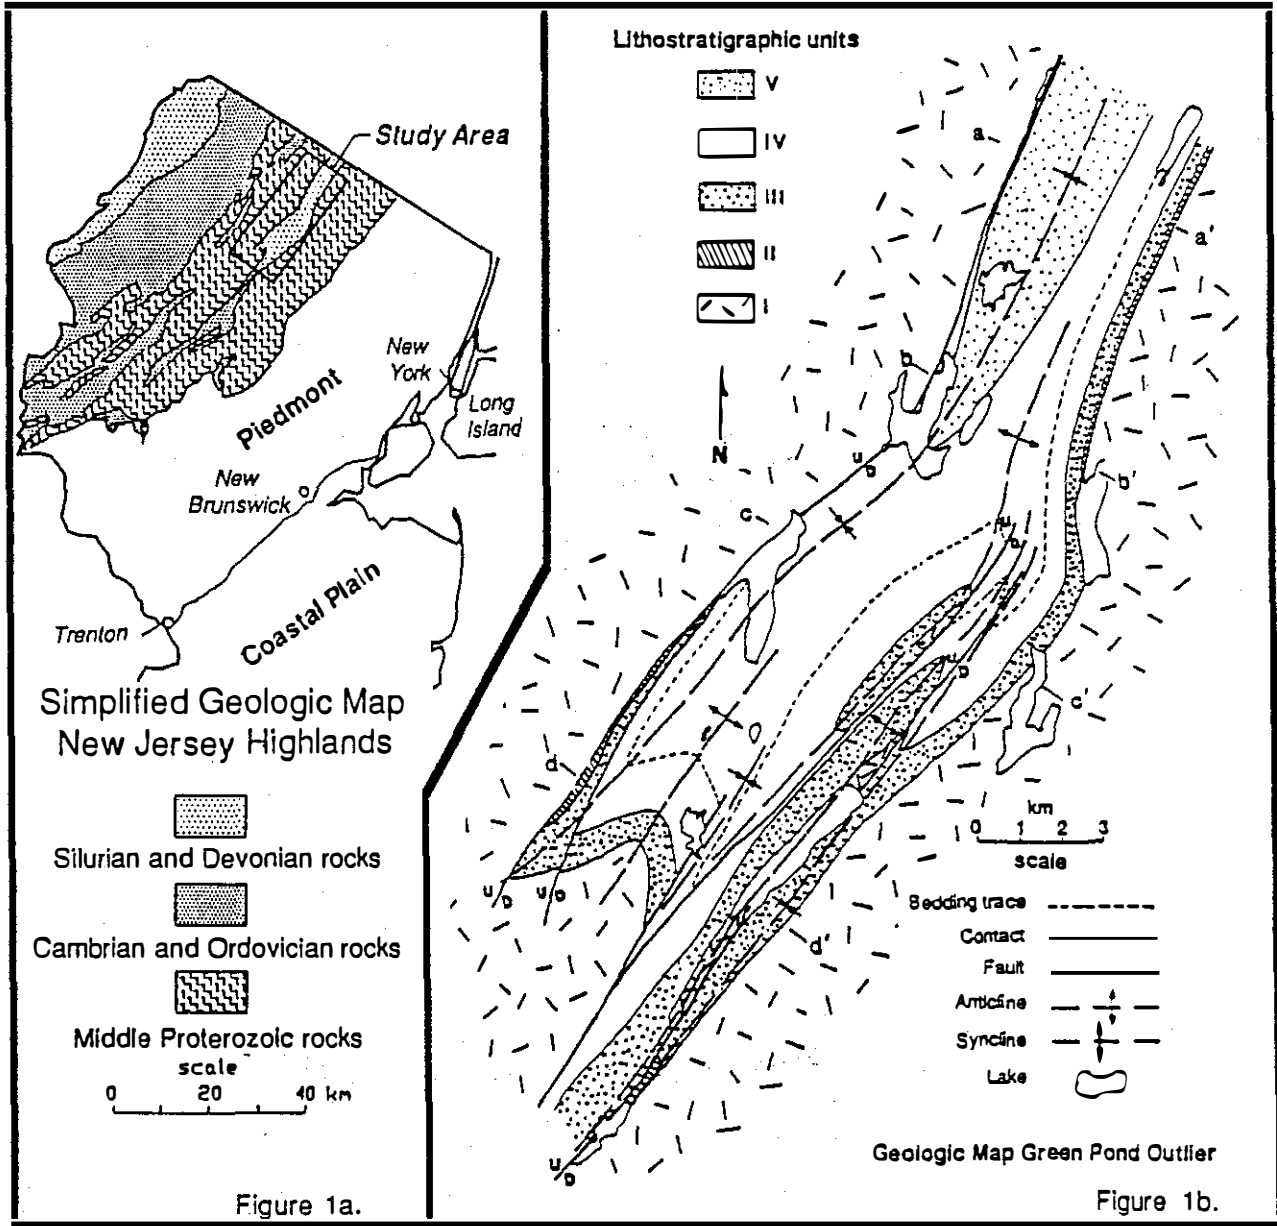 Study Area
New
York
Long
Island
Piedmont
New
Brunswick
Trenton
Coastal Plain
Simplified Geologic Map
New Jersey Highlands
Silurian and Devonian rocks
Cambrian and Ordovician rocks
Middle Proterozoic rocks
scale
0 20 40 km
Figure 1a.
Lithostratigraphic units
V
IV
III
II
I
N
a
a'
b
b'
c
c'
d
d'
U
D
U
D
U
D
U
D
U
D
U
D
km
0 1 2 3
scale
Bedding trace
Contact
Fault
Anticline
Syncline
Lake
Geologic Map Green Pond Outlier
Figure 1b.